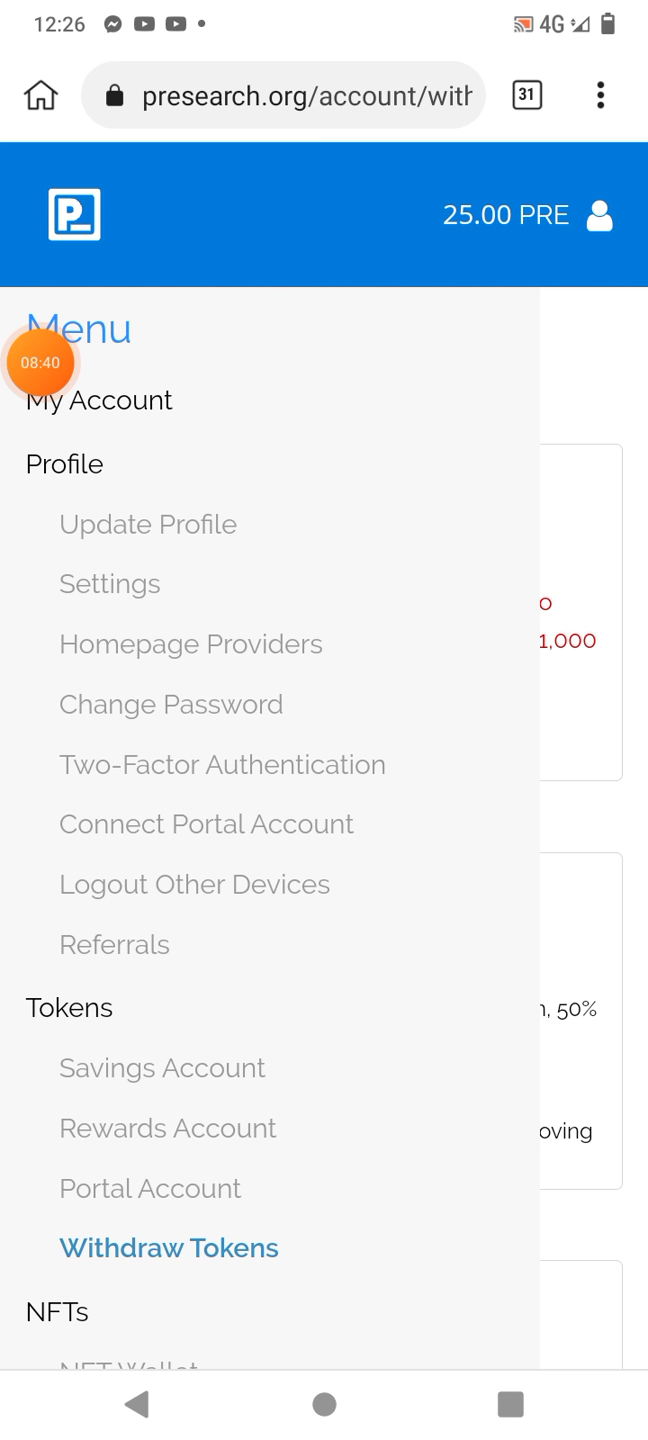 12:26
4G
presearch.org/account/with
31
25.00 PRE
Menu
08:40
My Account
Profile
Update Profile
Settings
o
Homepage Providers
1,000
Change Password
Two-Factor Authentication
Connect Portal Account
Logout Other Devices
Referrals
Tokens
, 50%
Savings Account
Rewards Account
oving
Portal Account
Withdraw Tokens
NFTs
NFT Wallet